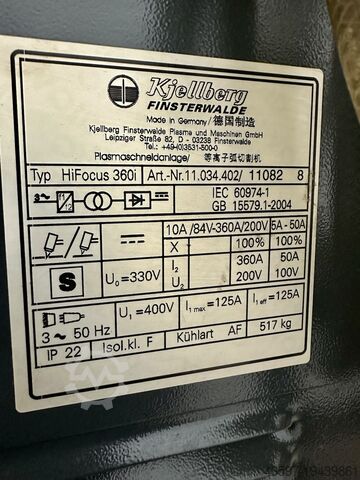 Kjellberg
FINSTERWALDE
Made in Germany/德国制造
Kjellberg Finsterwalde Plasma und Maschinen GmbH
Leipziger Straße 82, D - 03238 Finsterwalde
Tel.: +49-(0)3531-500-0
Plasmaschneidanlage/ 等离子弧切割机
Typ HiFocus 360i Art.-Nr.11.034.402/ 11082 8
3~ 1/12 IEC 60974-1
GB 15579.1-2004
10A /84V-360A/200V 5A - 50A
X 100% 100%
S U₀=330V I₂ 360A 50A
U₂ 200V 100V
3 ~ 50 Hz U₁=400V I₁ max =125A I₁ eff =125A
IP 22 Isol.kl. F Kühlart AF 517 kg